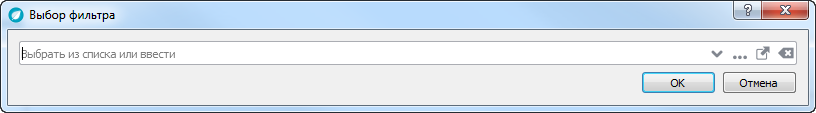 Выбор фильтра
Выбрать из списка или ввести
OK
Отмена